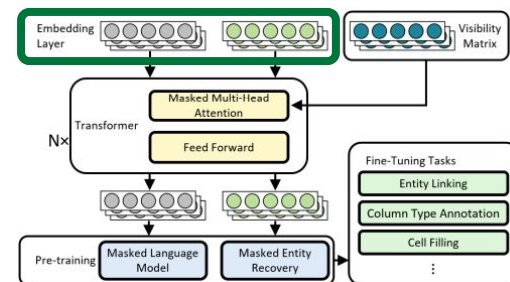 Embedding
Layer
Visibility
Matrix
Masked Multi-Head
Attention
Transformer
N×
Feed Forward
Fine-Tuning Tasks
Entity Linking
Column Type Annotation
Cell Filling
⋮
Pre-training
Masked Language
Model
Masked Entity
Recovery